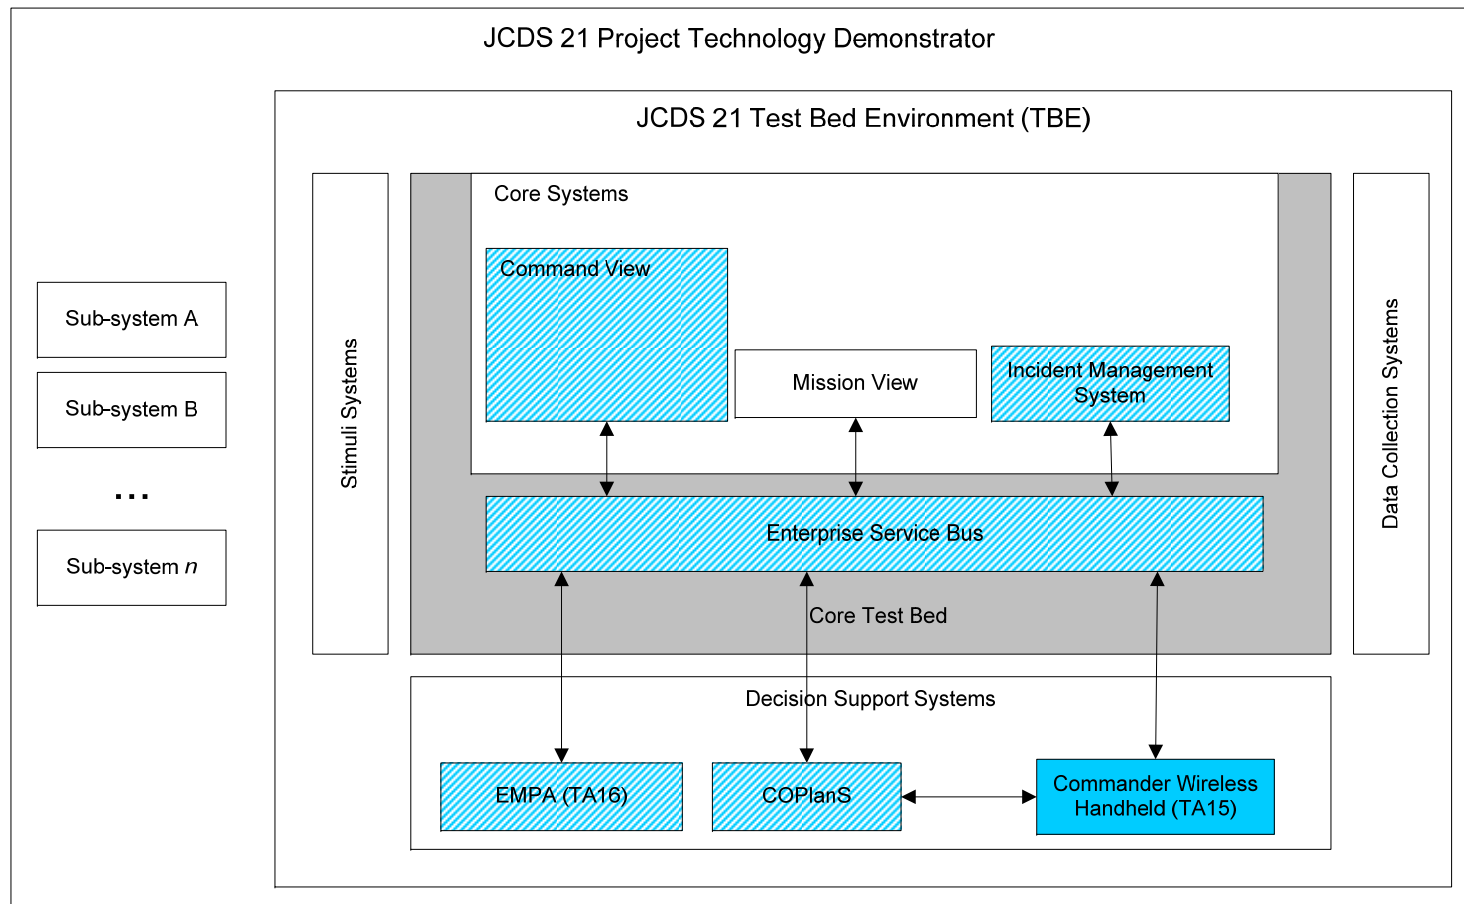 JCDS 21 Project Technology Demonstrator
JCDS 21 Test Bed Environment (TBE)
Sub-system A
Sub-system B
...
Sub-system n
Stimuli Systems
Core Systems
Command View
Mission View
Incident Management
System
Enterprise Service Bus
Core Test Bed
Data Collection Systems
Decision Support Systems
EMPA (TA16)
COPlanS
Commander Wireless
Handheld (TA15)